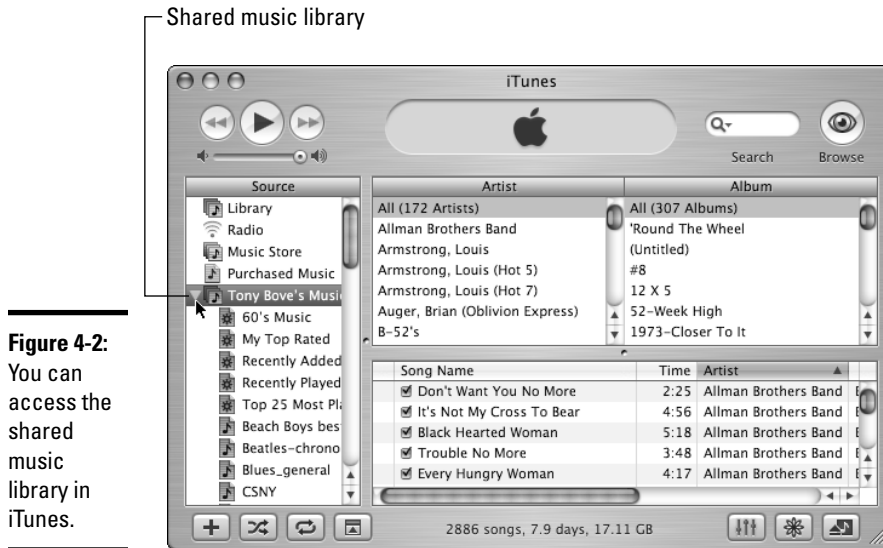 Shared music library
iTunes
Search
Browse
Source
Library
Radio
Music Store
Purchased Music
Tony Bove's Musi
60's Music
My Top Rated
Recently Added
Recently Played
Top 25 Most Pla
Beach Boys bes
Beatles-chrono
Blues_general
CSNY
Artist
All (172 Artists)
Allman Brothers Band
Armstrong, Louis
Armstrong, Louis (Hot 5)
Armstrong, Louis (Hot 7)
Auger, Brian (Oblivion Express)
B-52's
Album
All (307 Albums)
'Round The Wheel
(Untitled)
#8
12 X 5
52-Week High
1973-Closer To It
Song Name Time Artist
Don't Want You No More 2:25 Allman Brothers Band
It's Not My Cross To Bear 4:56 Allman Brothers Band
Black Hearted Woman 5:18 Allman Brothers Band
Trouble No More 3:48 Allman Brothers Band
Every Hungry Woman 4:17 Allman Brothers Band
2886 songs, 7.9 days, 17.11 GB
Figure 4-2:
You can
access the
shared
music
library in
iTunes.